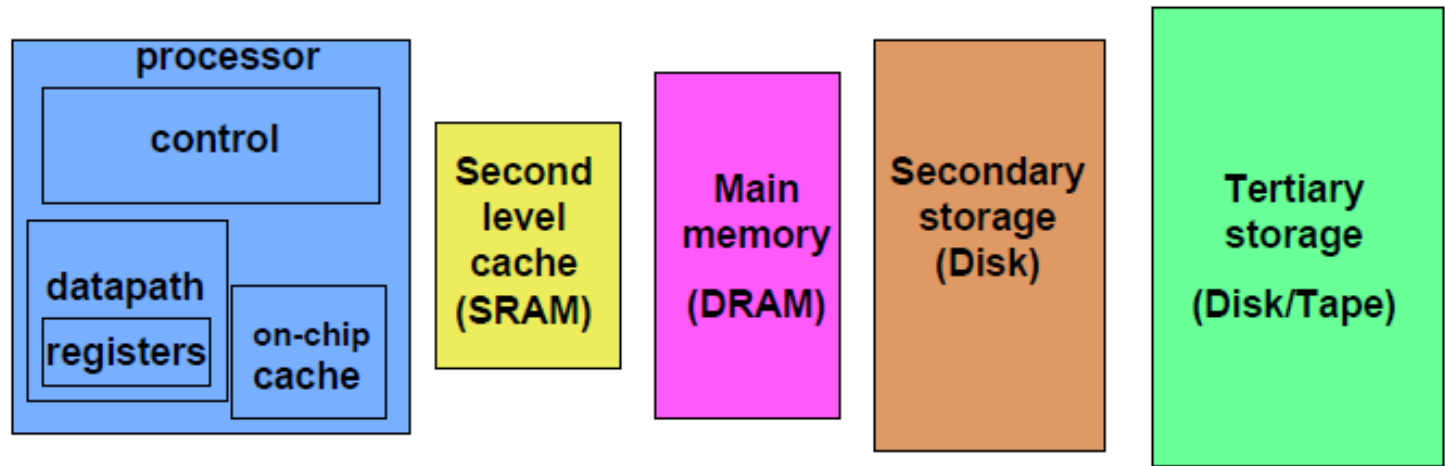 processor
control
datapath
registers
on-chip
cache
Second
level
cache
(SRAM)
Main
memory
(DRAM)
Secondary
storage
(Disk)
Tertiary
storage
(Disk/Tape)